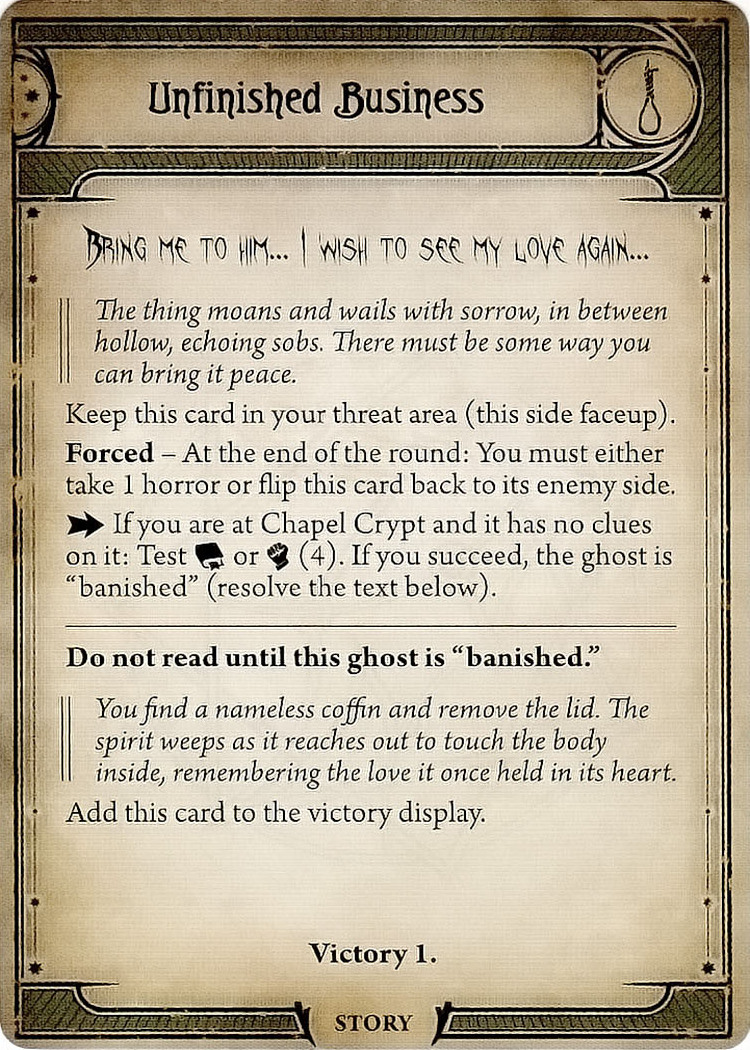 Unfinished Business
Bring me to him... I wish to see my love again...
The thing moans and wails with sorrow, in between
hollow, echoing sobs. There must be some way you
can bring it peace.
Keep this card in your threat area (this side faceup).
Forced – At the end of the round: You must either
take 1 horror or flip this card back to its enemy side.
If you are at Chapel Crypt and it has no clues
on it: Test or (4). If you succeed, the ghost is
“banished” (resolve the text below).
Do not read until this ghost is “banished.”
You find a nameless coffin and remove the lid. The
spirit weeps as it reaches out to touch the body
inside, remembering the love it once held in its heart.
Add this card to the victory display.
Victory 1.
STORY